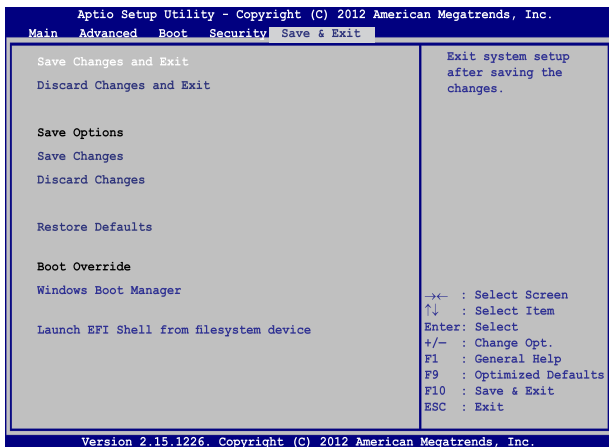 Aptio Setup Utility - Copyright (C) 2012 American Megatrends, Inc.
Main Advanced Boot Security Save & Exit
Save Changes and Exit
Discard Changes and Exit
Save Options
Save Changes
Discard Changes
Restore Defaults
Boot Override
Windows Boot Manager
Launch EFI Shell from filesystem device
Exit system setup
after saving the
changes.
→← : Select Screen
↑↓ : Select Item
Enter: Select
+/— : Change Opt.
F1 : General Help
F9 : Optimized Defaults
F10 : Save & Exit
ESC : Exit
Version 2.15.1226. Copyright (C) 2012 American Megatrends, Inc.